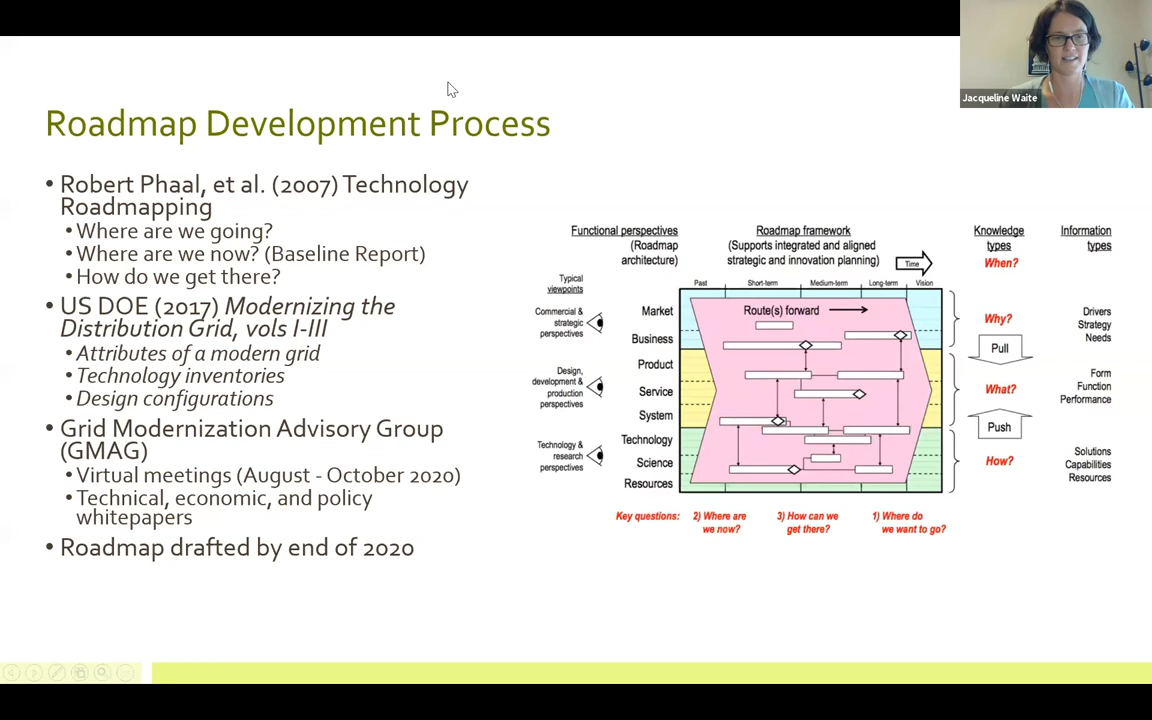 Jacqueline Waite
Roadmap Development Process
• Robert Phaal, et al. (2007) Technology
Roadmapping
• Where are we going?
• Where are we now? (Baseline Report)
• How do we get there?
• US DOE (2017) Modernizing the
Distribution Grid, vols I-III
• Attributes of a modern grid
• Technology inventories
• Design configurations
• Grid Modernization Advisory Group
(GMAG)
• Virtual meetings (August - October 2020)
• Technical, economic, and policy
whitepapers
• Roadmap drafted by end of 2020
Functional perspectives
(Roadmap
architecture)
Roadmap framework
(Supports integrated and aligned
strategic and innovation planning)
Time
Knowledge
types
When?
Information
types
Typical
viewpoints
Past
Short-term
Medium-term
Long-term
Vision
Commercial &
strategic
perspectives
Market
Business
Route(s) forward
Why?
Drivers
Strategy
Needs
Pull
Design,
development &
production
perspectives
Product
Service
System
What?
Form
Function
Performance
Push
Technology &
research
perspectives
Technology
Science
Resources
How?
Solutions
Capabilities
Resources
Key questions:
2) Where are
we now?
3) How can we
get there?
1) Where do
we want to go?